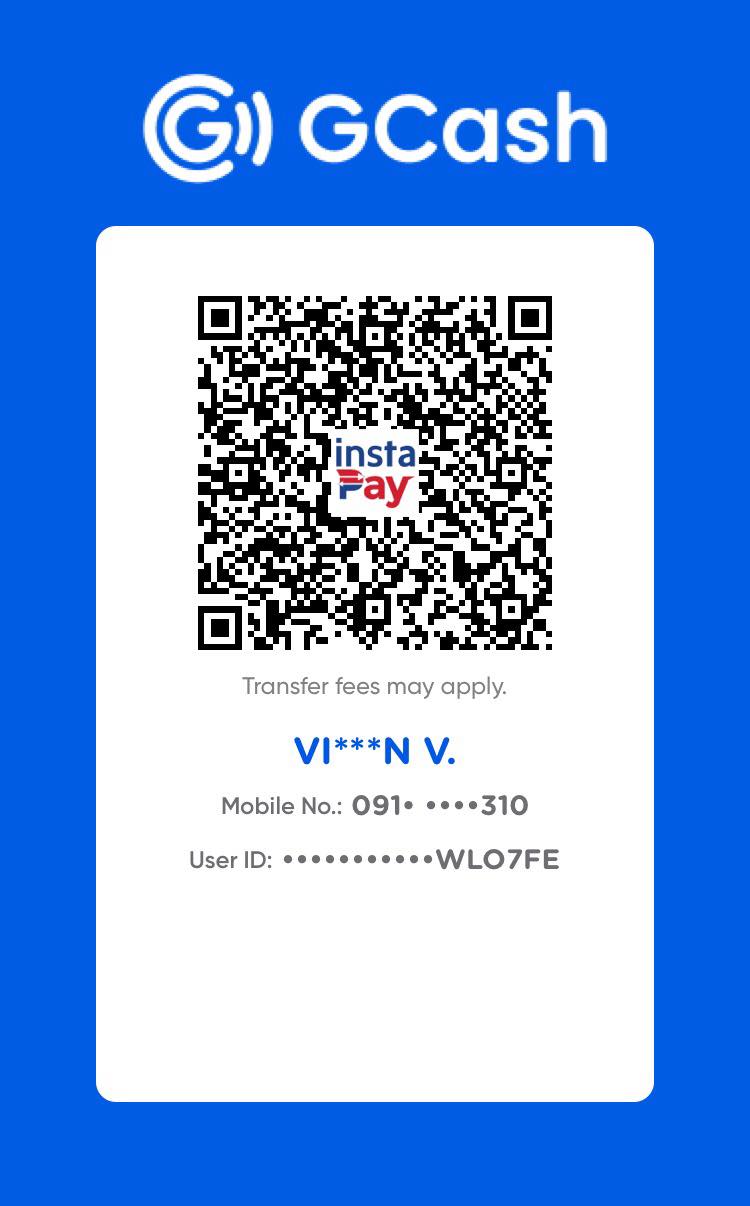 GCash
insta
Pay
Transfer fees may apply.
VI***N V.
Mobile No.: 091• ••••310
User ID: •••••••••••WLO7FE